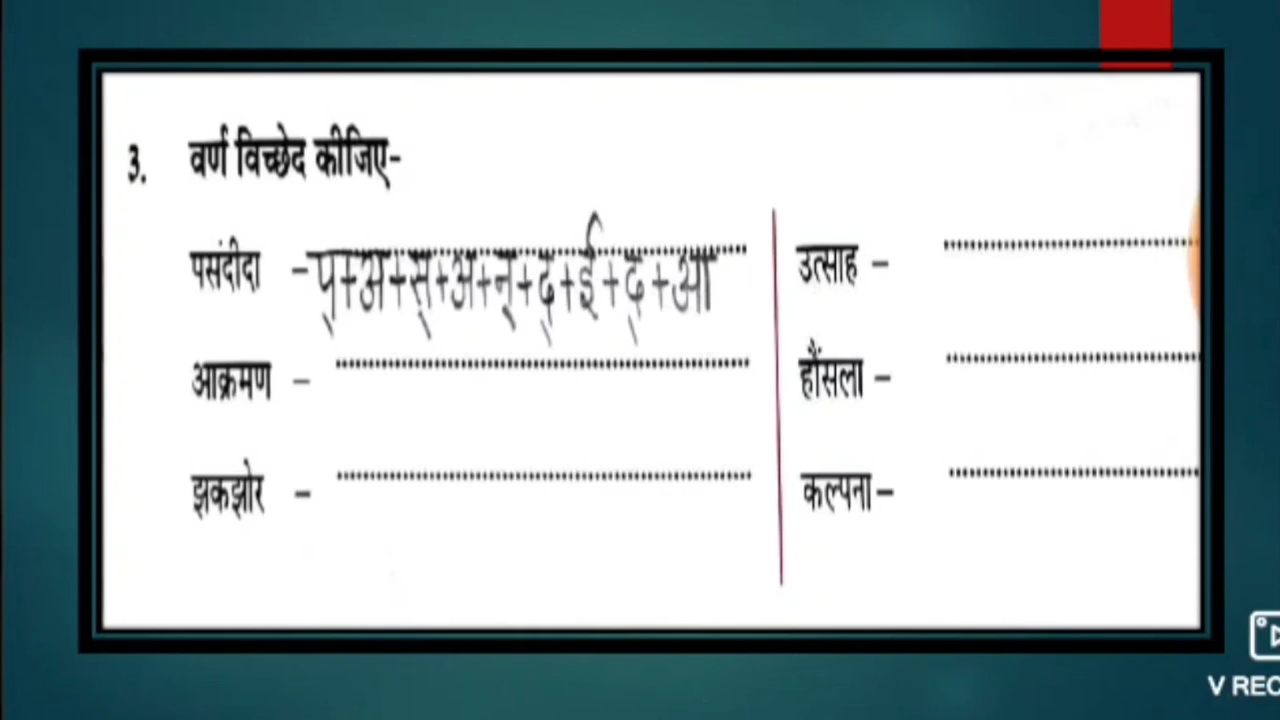 3. वर्ण विच्छेद कीजिए-
पसंदीदा - प्+अ+स्+अ+न्+द्+ई+द्+आ
उत्साह -
आक्रमण -
हौंसला -
झकझोर -
कल्पना -
V REC